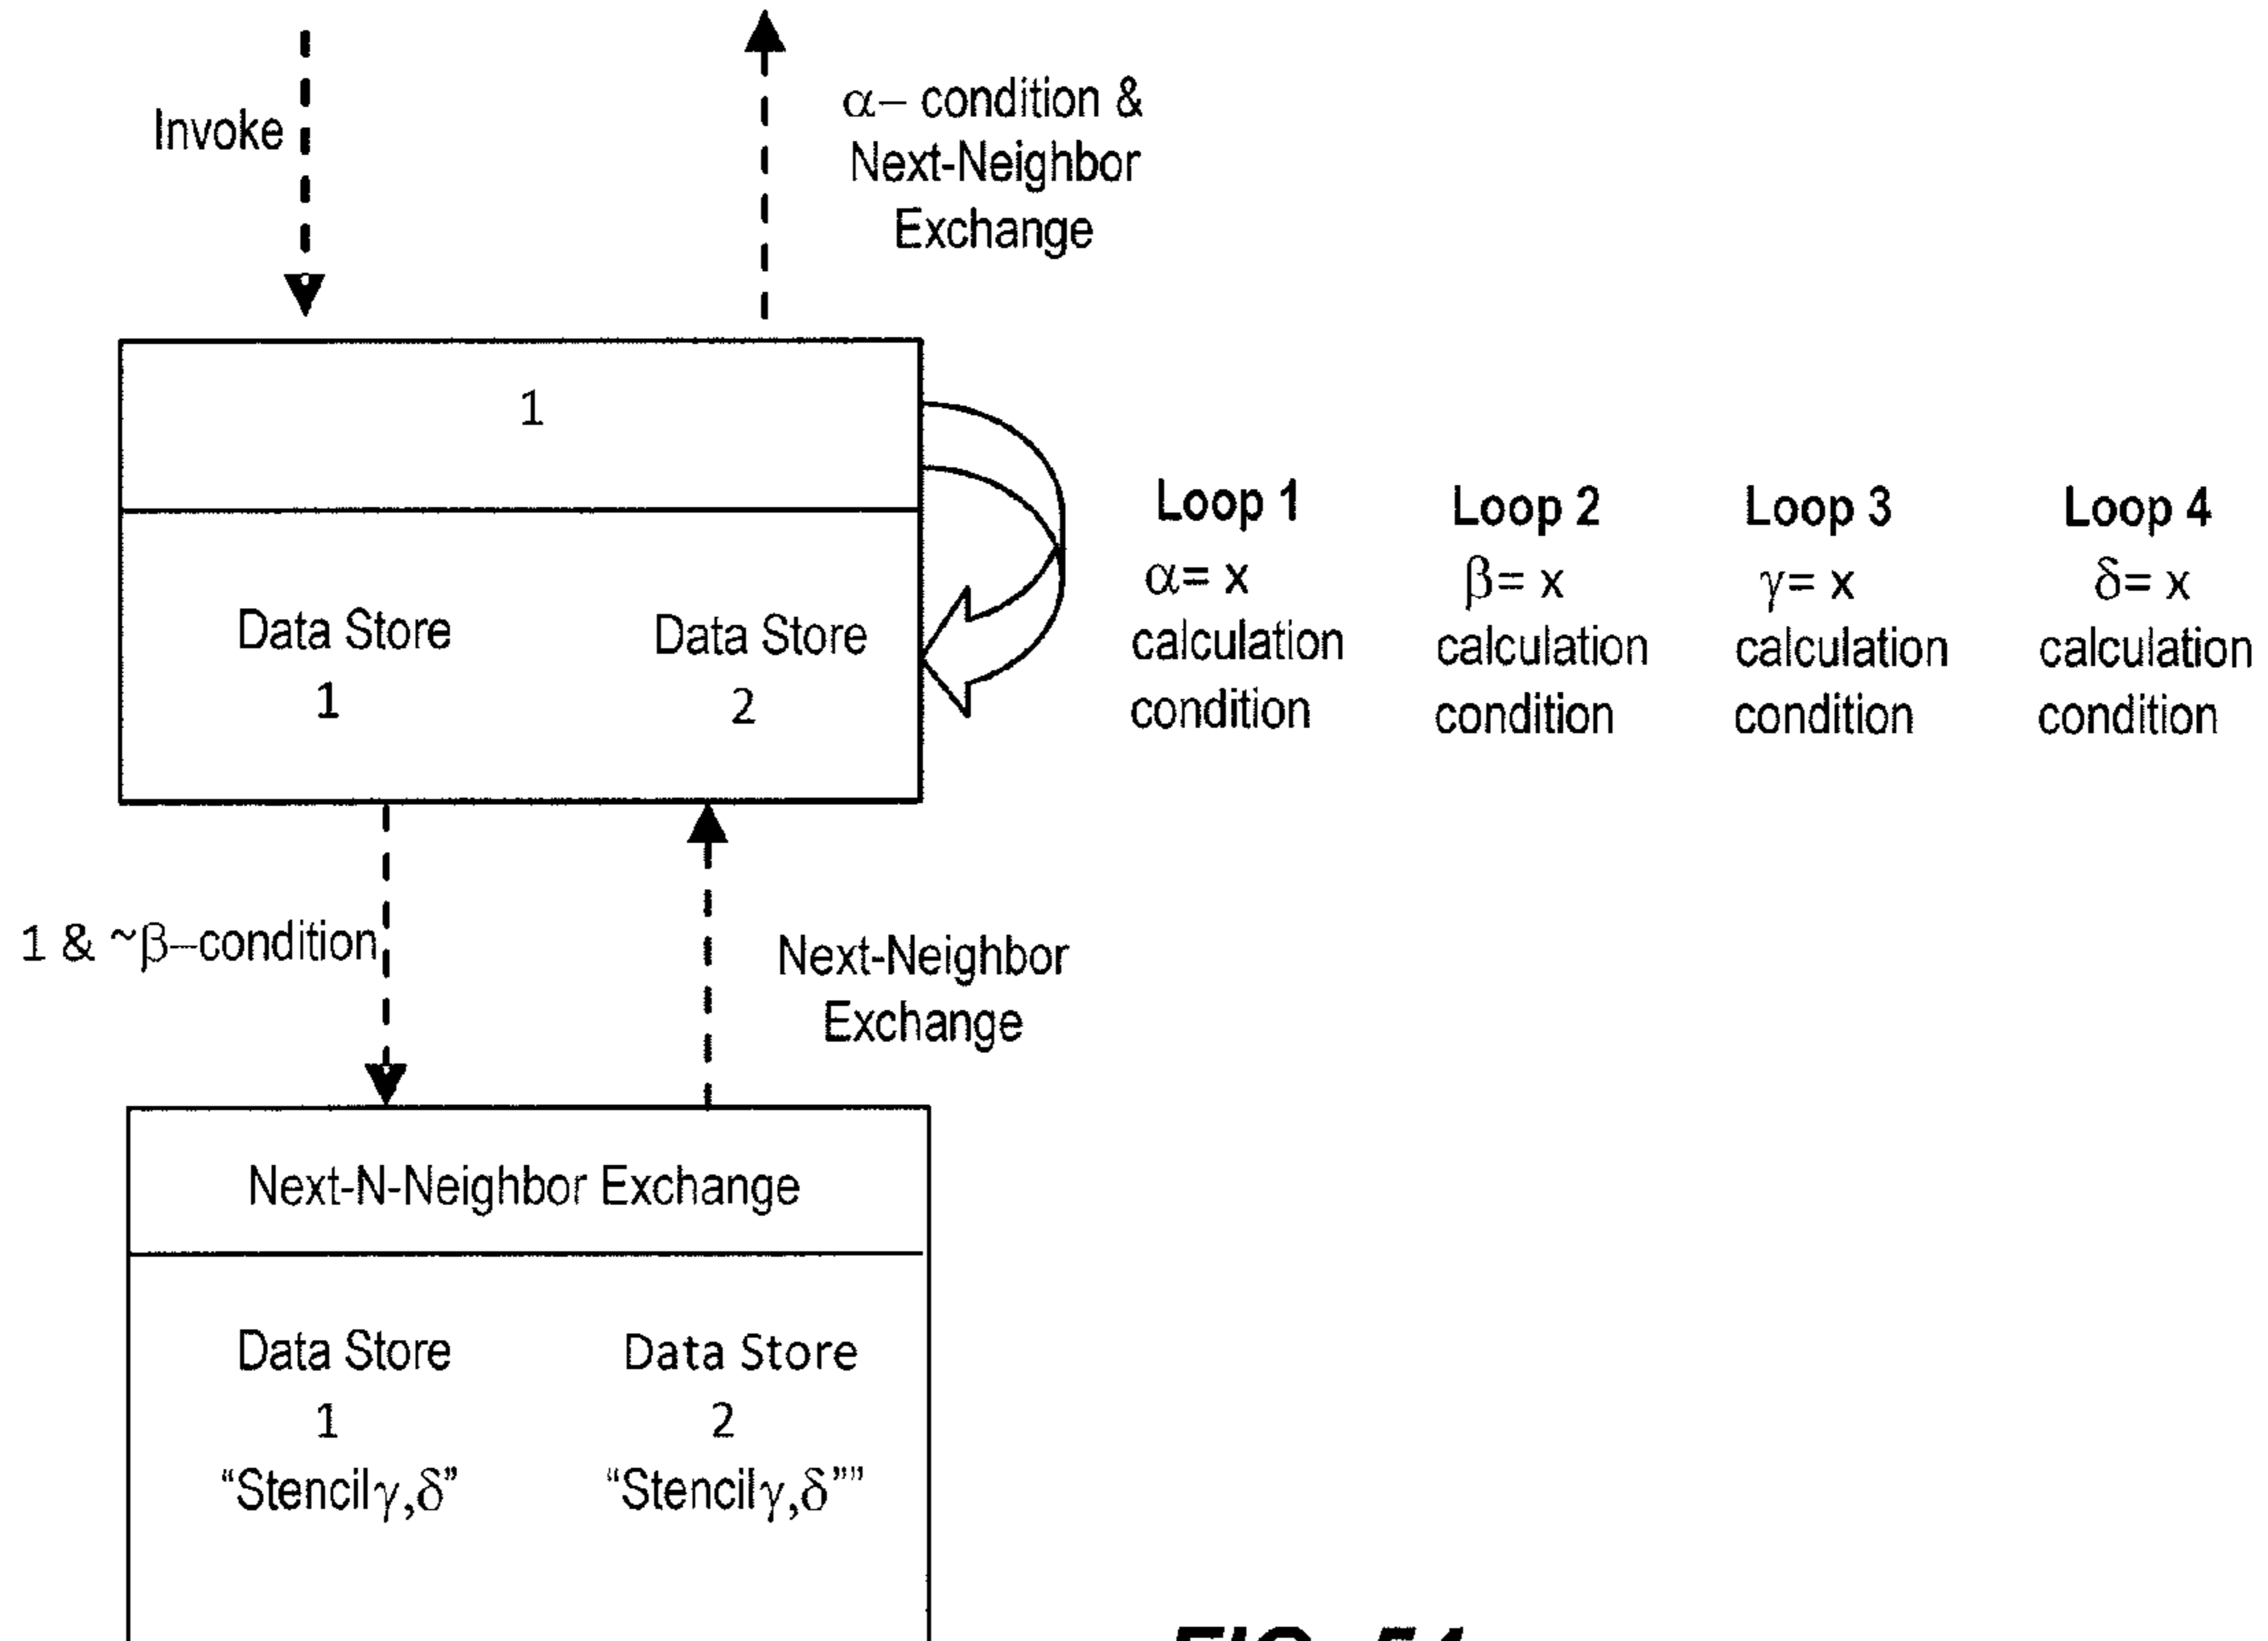 Invoke
α– condition &
Next-Neighbor
Exchange
1
Data Store
1
Data Store
2
Loop 1
α= x
calculation
condition
Loop 2
β= x
calculation
condition
Loop 3
γ= x
calculation
condition
Loop 4
δ= x
calculation
condition
1 & ~β–condition
Next-Neighbor
Exchange
Next-N-Neighbor Exchange
Data Store
1
“Stencilγ,δ”
Data Store
2
“Stencilγ,δ””